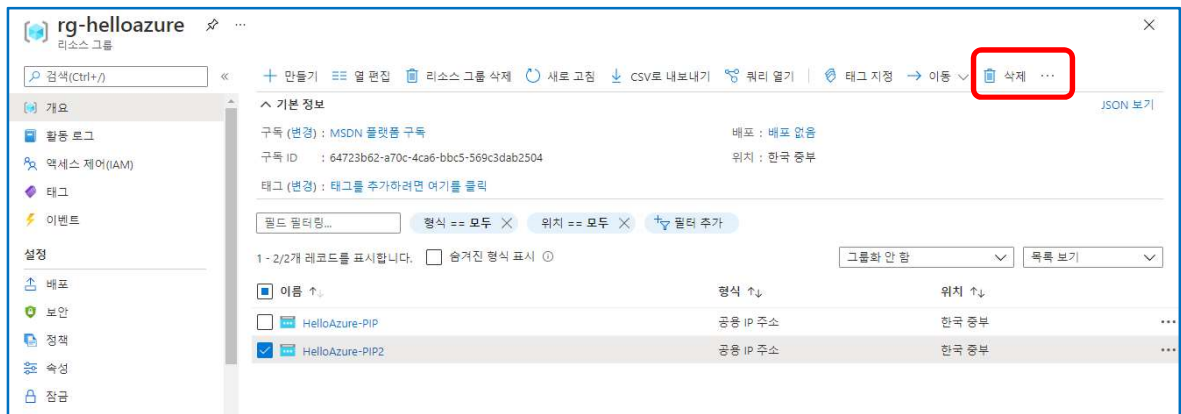 rg-helloazure
리소스 그룹
검색(Ctrl+/)
만들기 열 편집 리소스 그룹 삭제 새로 고침 CSV로 내보내기 쿼리 열기 태그 지정 이동 삭제 ...
개요
활동 로그
액세스 제어(IAM)
태그
이벤트
설정
배포
보안
정책
속성
잠금
기본 정보
JSON 보기
구독 (변경) : MSDN 플랫폼 구독
배포 : 배포 없음
구독 ID : 64723b62-a70c-4ca6-bbc5-569c3dab2504
위치 : 한국 중부
태그 (변경) : 태그를 추가하려면 여기를 클릭
필드 필터링... 형식 == 모두 위치 == 모두 필터 추가
1 - 2/2개 레코드를 표시합니다. 숨겨진 형식 표시
그룹화 안 함 목록 보기
이름 형식 위치
HelloAzure-PIP 공용 IP 주소 한국 중부
HelloAzure-PIP2 공용 IP 주소 한국 중부